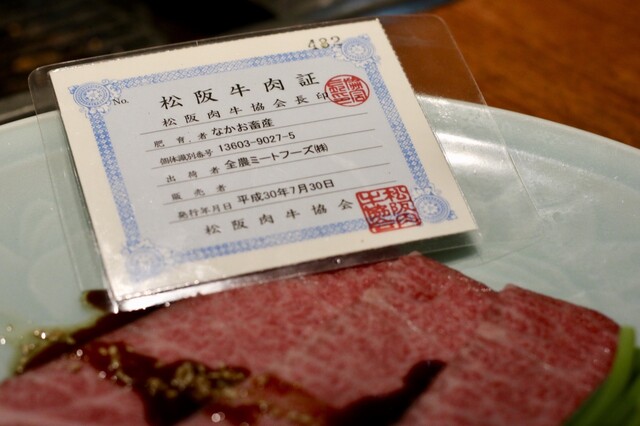 432
No.
松阪牛肉証
松阪肉牛協会長印
肥育者 なかお畜産
個体識別番号 13603-9027-5
出荷者 全農ミートフーズ㈱
販売者
発行年月日 平成30年7月30日
松阪肉牛協会